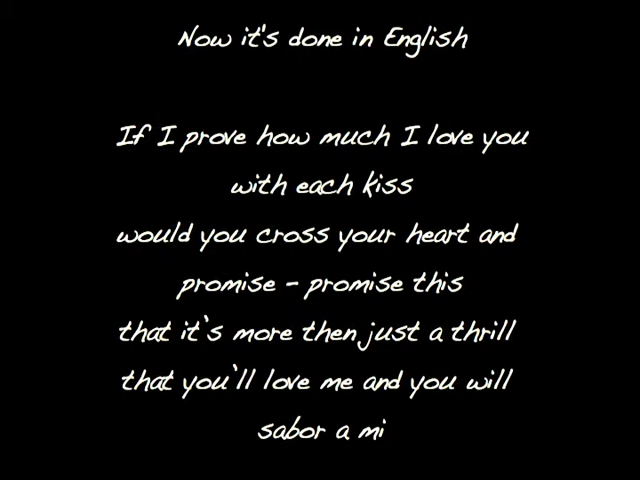 Now it's done in English
If I prove how much I love you
with each kiss
would you cross your heart and
promise - promise this
that it's more then just a thrill
that you'll love me and you will
sabor a mi